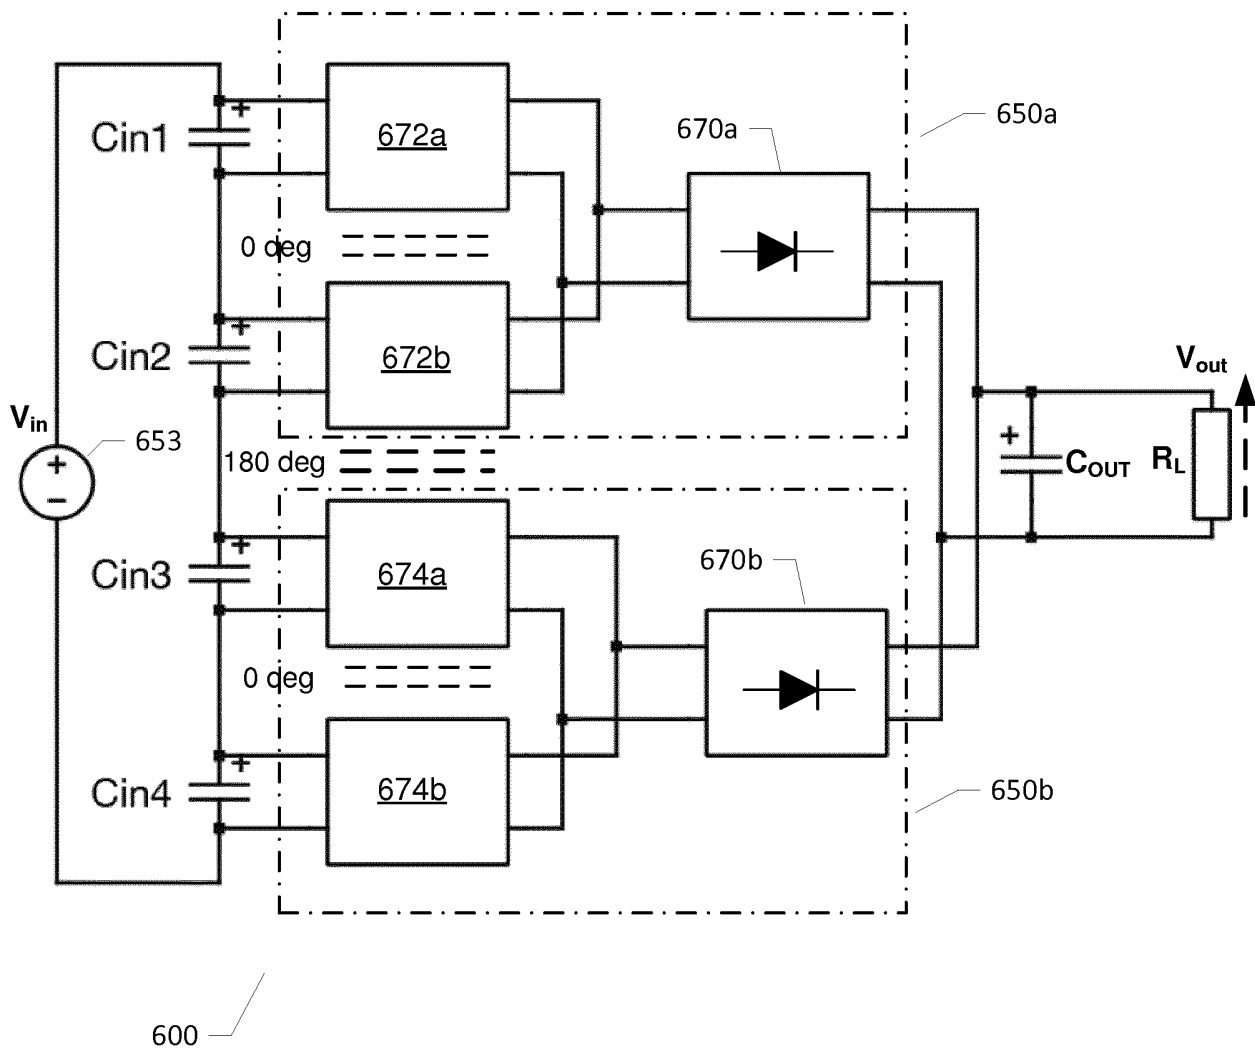 650a
672a
670a
Cin1
+
0 deg
+
Cin2
672b
Vout
Vin
653
+
−
180 deg
+
COUT
RL
+
Cin3
674a
670b
0 deg
+
Cin4
674b
650b
600